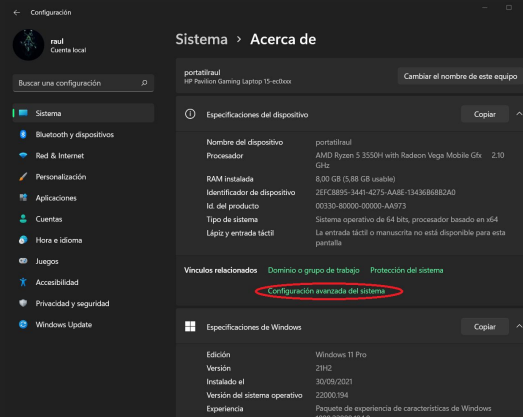 Configuración
raul
Cuenta local
Buscar una configuración
Sistema
Bluetooth y dispositivos
Red & Internet
Personalización
Aplicaciones
Cuentas
Hora e idioma
Juegos
Accesibilidad
Privacidad y seguridad
Windows Update
Sistema > Acerca de
portatilraul
HP Pavilion Gaming Laptop 15-ec0xxx
Cambiar el nombre de este equipo
Especificaciones del dispositivo
Copiar
Nombre del dispositivo portatilraul
Procesador AMD Ryzen 5 3550H with Radeon Vega Mobile Gfx 2.10
GHz
RAM instalada 8,00 GB (5,88 GB usable)
Identificador de dispositivo 2EFC8895-3441-4275-AA8E-13436B68B2A0
Id. del producto 00330-80000-00000-AA973
Tipo de sistema Sistema operativo de 64 bits, procesador basado en x64
Lápiz y entrada táctil La entrada táctil o manuscrita no está disponible para esta
pantalla
Vínculos relacionados Dominio o grupo de trabajo Protección del sistema
Configuración avanzada del sistema
Especificaciones de Windows
Copiar
Edición Windows 11 Pro
Versión 21H2
Instalado el 30/09/2021
Versión del sistema operativo 22000.194
Experiencia Paquete de experiencia de características de Windows